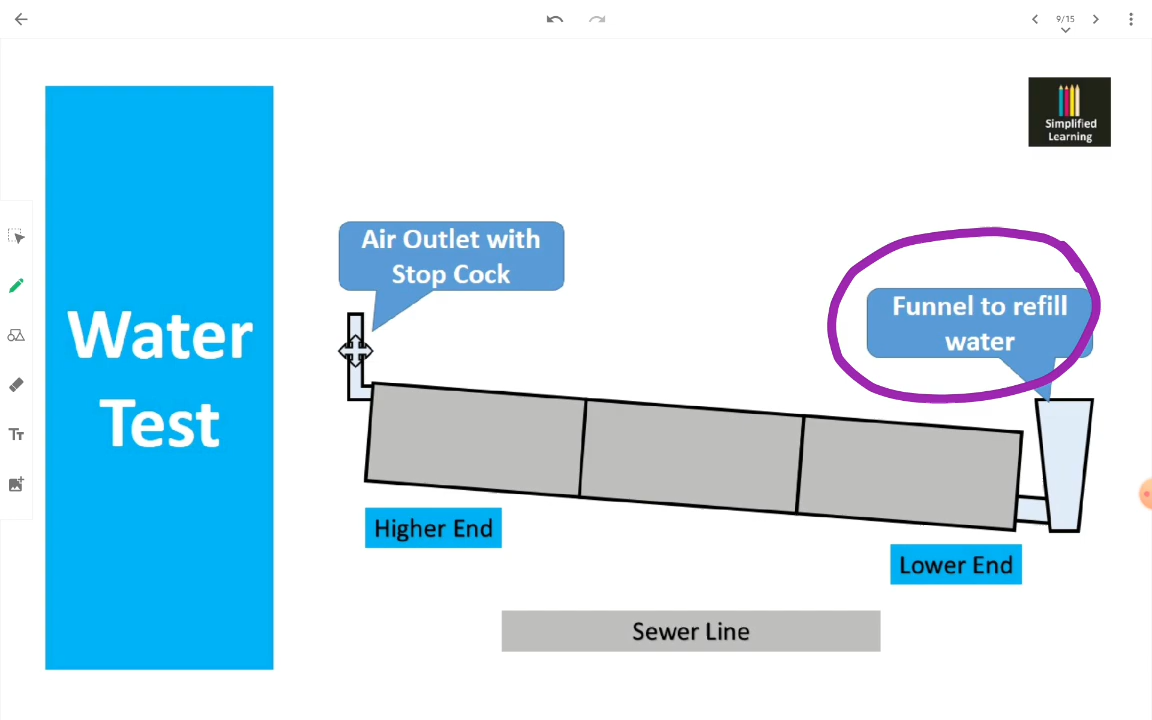 9/15
Simplified
Learning
Water
Test
Air Outlet with
Stop Cock
Funnel to refill
water
Higher End
Lower End
Sewer Line
Tт